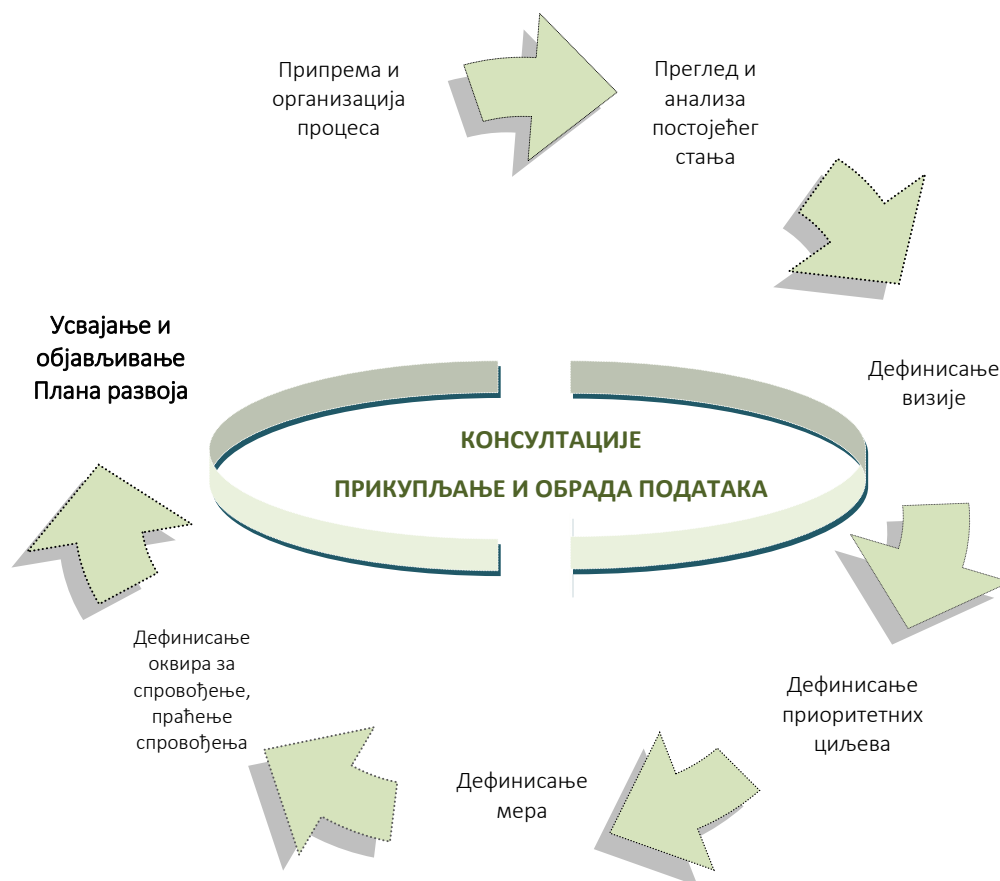 Припрема и
организација
процеса
Преглед и
анализа
постојећег
стања
Дефинисање
визије
Дефинисање
приоритетних
циљева
Дефинисање
мера
Дефинисање
оквира за
спровођење,
праћење
спровођења
Усвајање и
објављивање
Плана развоја
КОНСУЛТАЦИЈЕ
ПРИКУПЉАЊЕ И ОБРАДА ПОДАТАКА